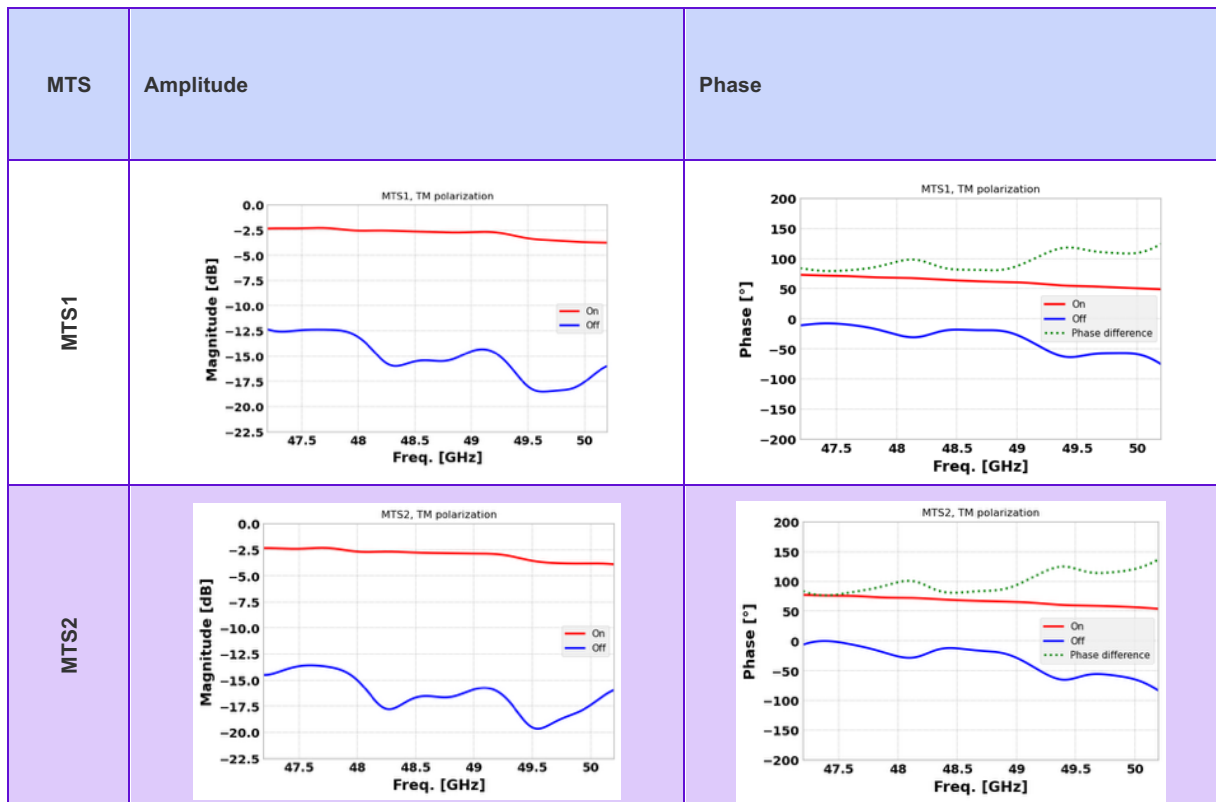 MTS
Amplitude
Phase
MTS1
MTS1, TM polarization
0.0
−2.5
−5.0
−7.5
−10.0
−12.5
−15.0
−17.5
−20.0
−22.5
Magnitude [dB]
On
Off
47.5 48 48.5 49 49.5 50
Freq. [GHz]
MTS1, TM polarization
200
150
100
50
0
−50
−100
−150
−200
Phase [°]
On
Off
Phase difference
47.5 48 48.5 49 49.5 50
Freq. [GHz]
MTS2
MTS2, TM polarization
0.0
−2.5
−5.0
−7.5
−10.0
−12.5
−15.0
−17.5
−20.0
−22.5
Magnitude [dB]
On
Off
47.5 48 48.5 49 49.5 50
Freq. [GHz]
MTS2, TM polarization
200
150
100
50
0
−50
−100
−150
−200
Phase [°]
On
Off
Phase difference
47.5 48 48.5 49 49.5 50
Freq. [GHz]